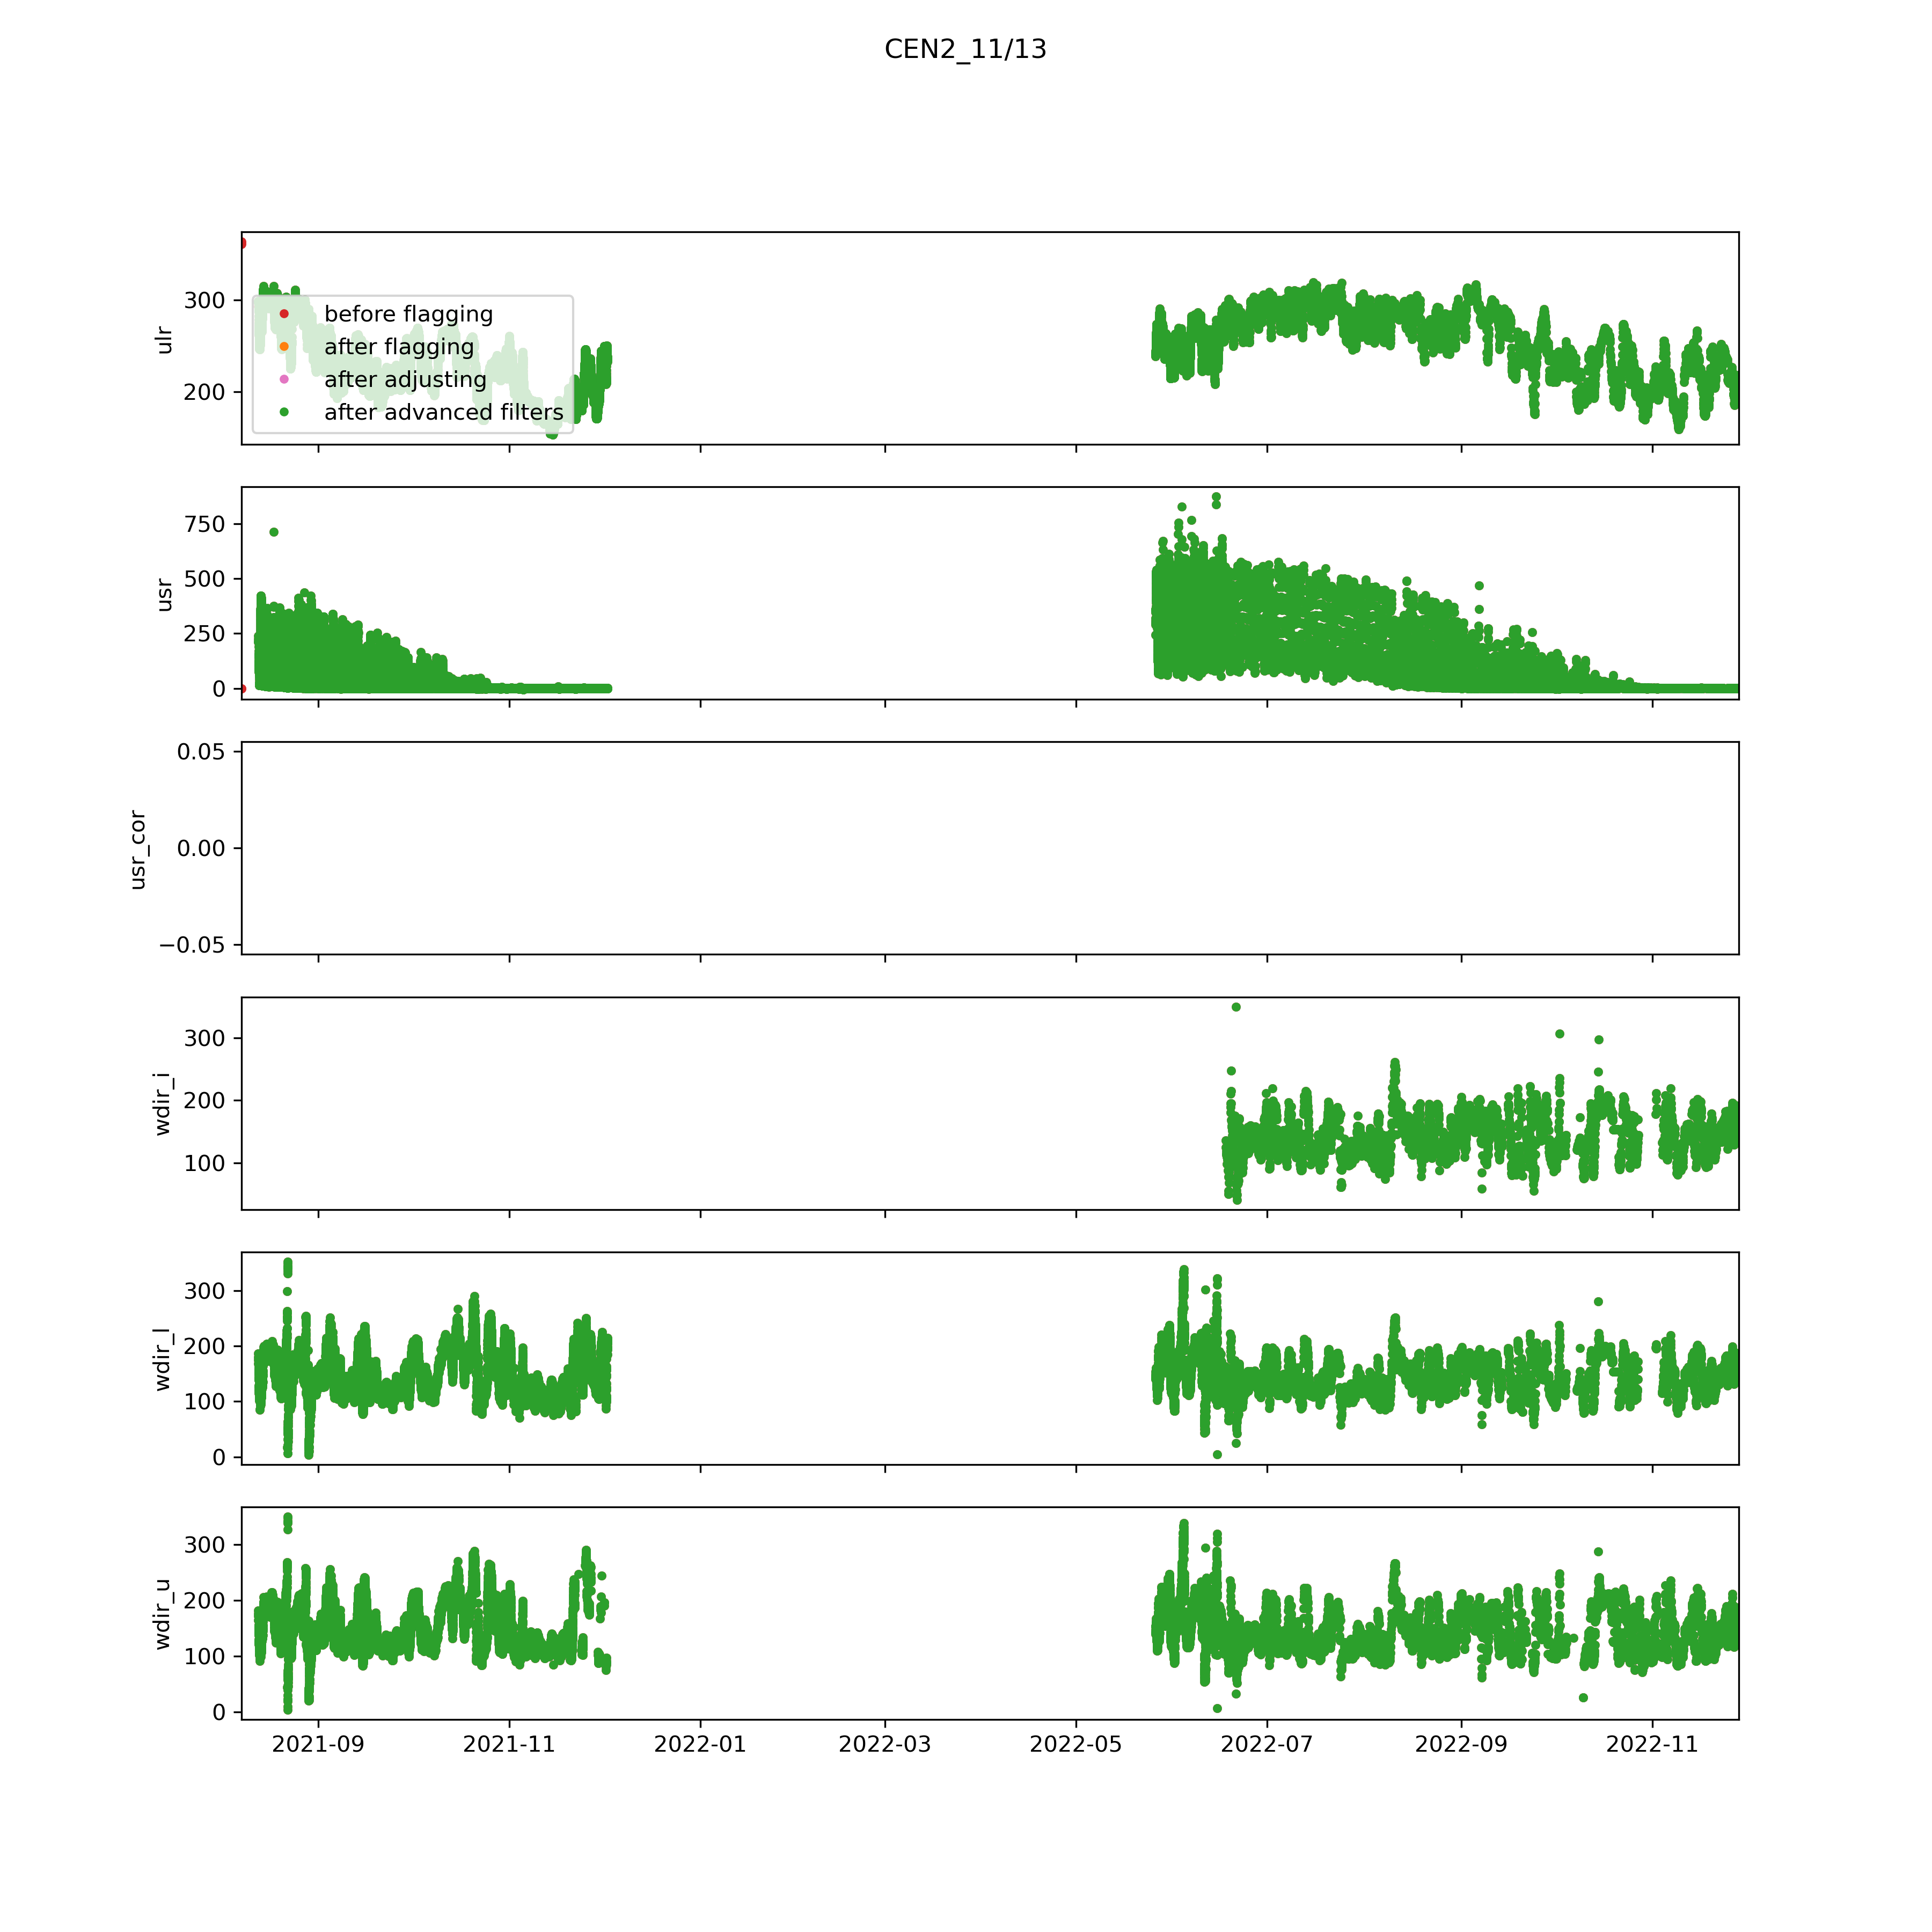 CEN2_11/13
300
200
ulr
before flagging
after flagging
after adjusting
after advanced filters
750
500
250
0
usr
0.05
0.00
−0.05
usr_cor
300
200
100
wdir_i
300
200
100
0
wdir_l
300
200
100
0
wdir_u
2021-09 2021-11 2022-01 2022-03 2022-05 2022-07 2022-09 2022-11